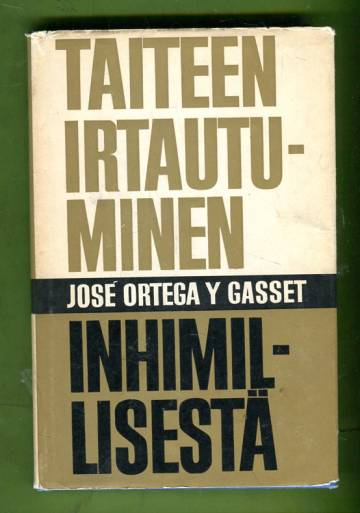 TAITEEN
IRTAUTU-
MINEN
JOSÉ ORTEGA Y GASSET
INHIMIL-
LISESTÄ